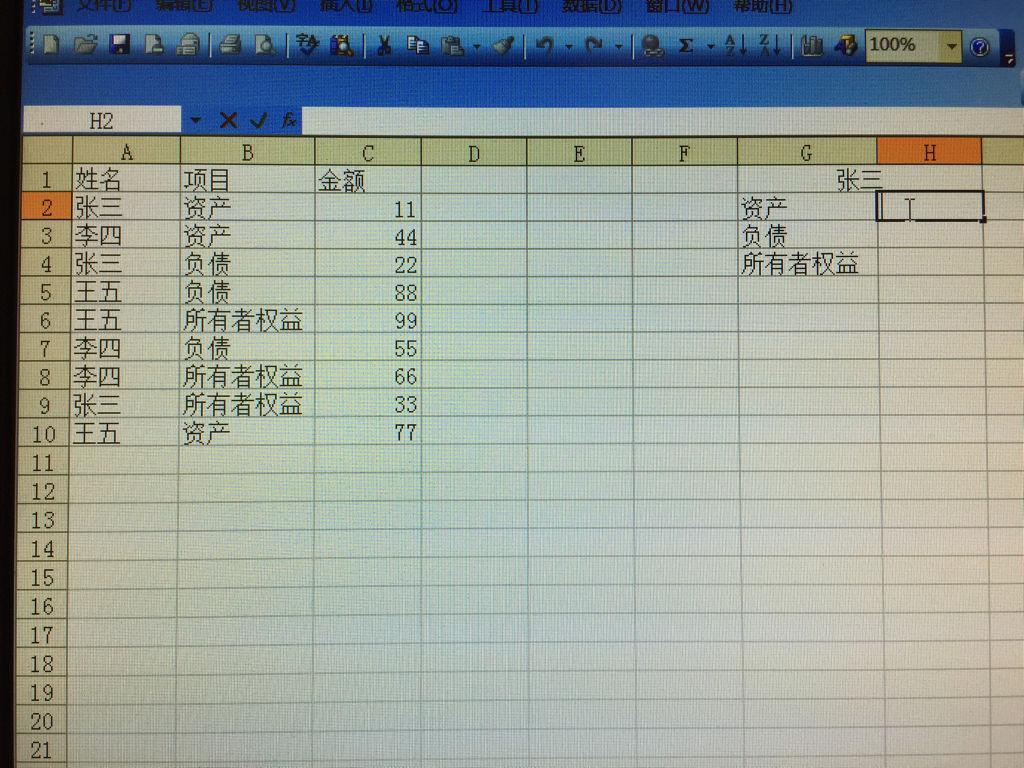 文件(F) 编辑(E) 视图(V) 插入(I) 格式(O) 工具(T) 数据(D) 窗口(W) 帮助(H)
100%
H2 fx
A B C D E F G H
1 姓名 项目 金额 张三
2 张三 资产 11 资产
3 李四 资产 44 负债
4 张三 负债 22 所有者权益
5 王五 负债 88
6 王五 所有者权益 99
7 李四 负债 55
8 李四 所有者权益 66
9 张三 所有者权益 33
10 王五 资产 77
11
12
13
14
15
16
17
18
19
20
21